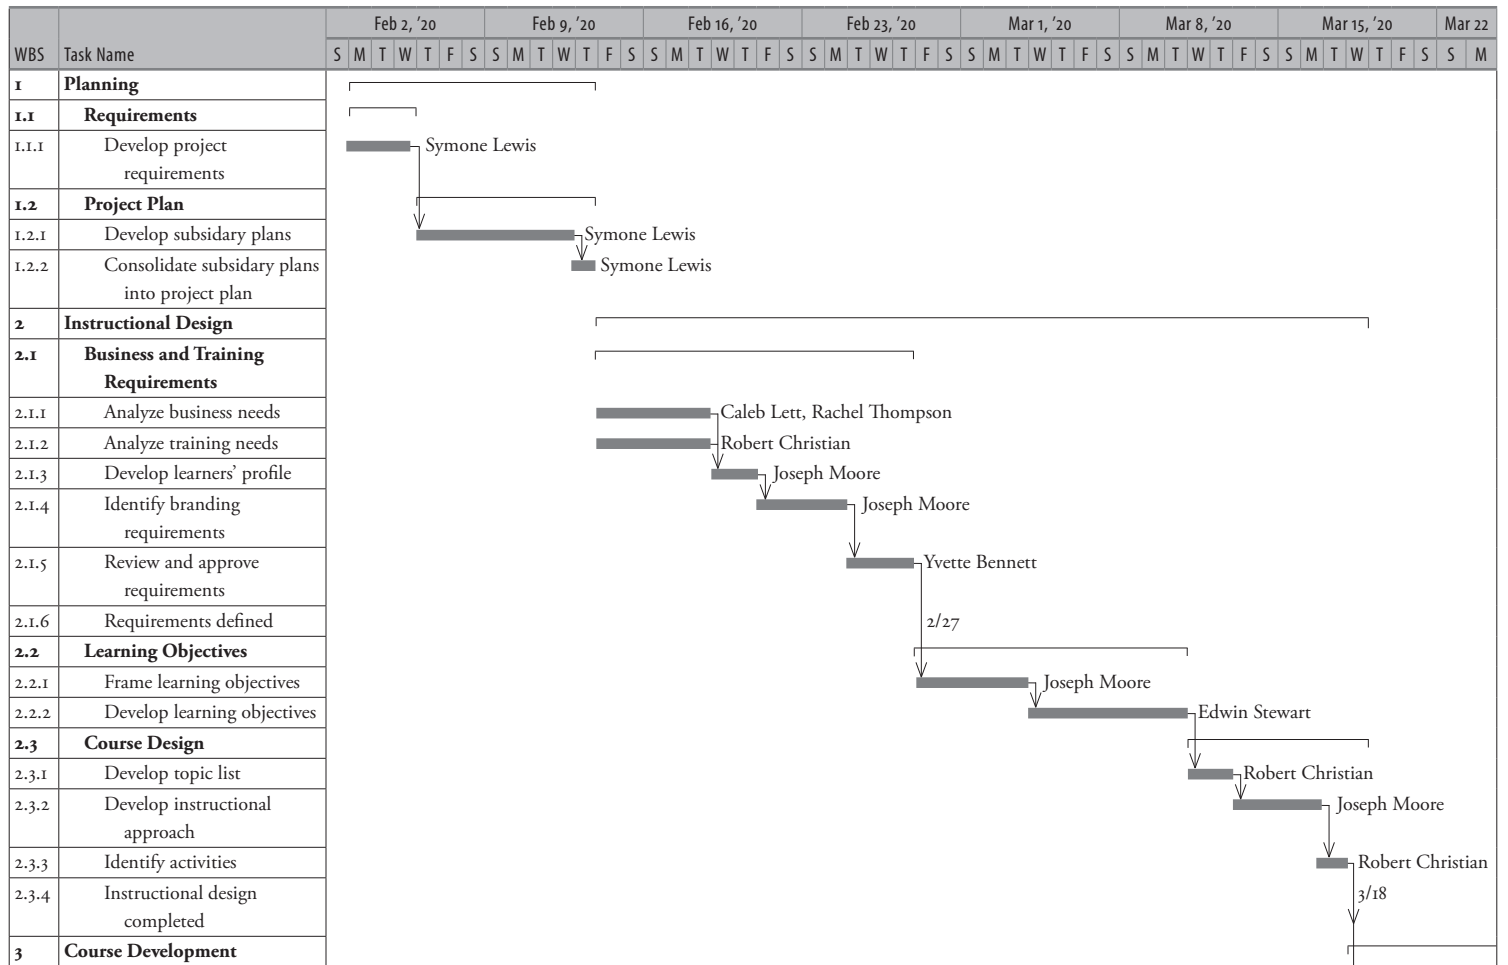 Feb 2, ’20 Feb 9, ’20 Feb 16, ’20 Feb 23, ’20 Mar 1, ’20 Mar 8, ’20 Mar 15, ’20 Mar 22
WBS Task Name S M T W T F S S M T W T F S S M T W T F S S M T W T F S S M T W T F S S M T W T F S S M T W T F S S M
1 Planning
1.1 Requirements
1.1.1 Develop project Symone Lewis
requirements
1.2 Project Plan
1.2.1 Develop subsidary plans Symone Lewis
1.2.2 Consolidate subsidary plans Symone Lewis
into project plan
2 Instructional Design
2.1 Business and Training
Requirements
2.1.1 Analyze business needs Caleb Lett, Rachel Thompson
2.1.2 Analyze training needs Robert Christian
2.1.3 Develop learners’ profile Joseph Moore
2.1.4 Identify branding Joseph Moore
requirements
2.1.5 Review and approve Yvette Bennett
requirements
2.1.6 Requirements defined 2/27
2.2 Learning Objectives
2.2.1 Frame learning objectives Joseph Moore
2.2.2 Develop learning objectives Edwin Stewart
2.3 Course Design
2.3.1 Develop topic list Robert Christian
2.3.2 Develop instructional Joseph Moore
approach
2.3.3 Identify activities Robert Christian
2.3.4 Instructional design 3/18
completed
3 Course Development